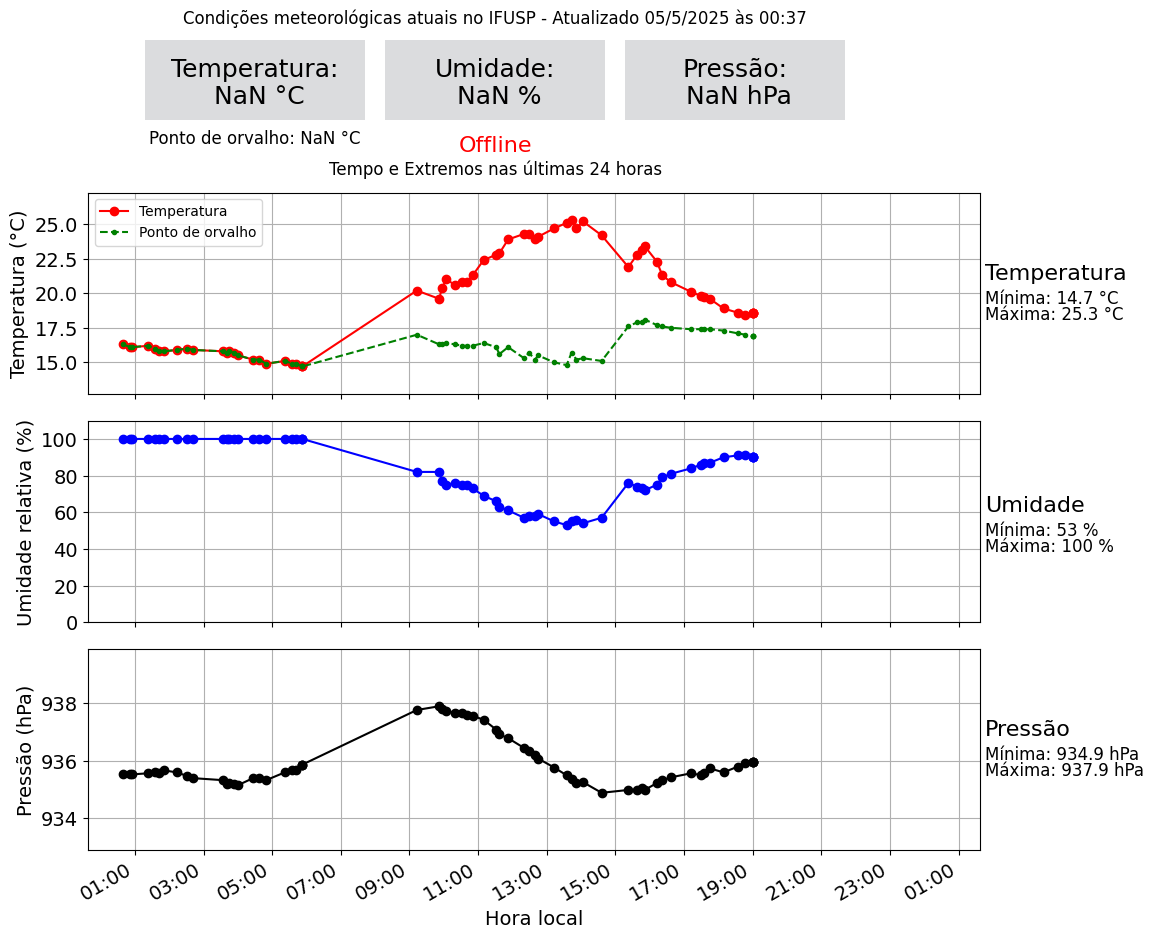 Condições meteorológicas atuais no IFUSP - Atualizado 05/5/2025 às 00:37
Temperatura:
NaN °C
Umidade:
NaN %
Pressão:
NaN hPa
Ponto de orvalho: NaN °C
Offline
Tempo e Extremos nas últimas 24 horas
Temperatura
Ponto de orvalho
Temperatura (°C)
25.0
22.5
20.0
17.5
15.0
Temperatura
Mínima: 14.7 °C
Máxima: 25.3 °C
Umidade relativa (%)
100
80
60
40
20
0
Umidade
Mínima: 53 %
Máxima: 100 %
Pressão (hPa)
938
936
934
Pressão
Mínima: 934.9 hPa
Máxima: 937.9 hPa
01:00 03:00 05:00 07:00 09:00 11:00 13:00 15:00 17:00 19:00 21:00 23:00 01:00
Hora local